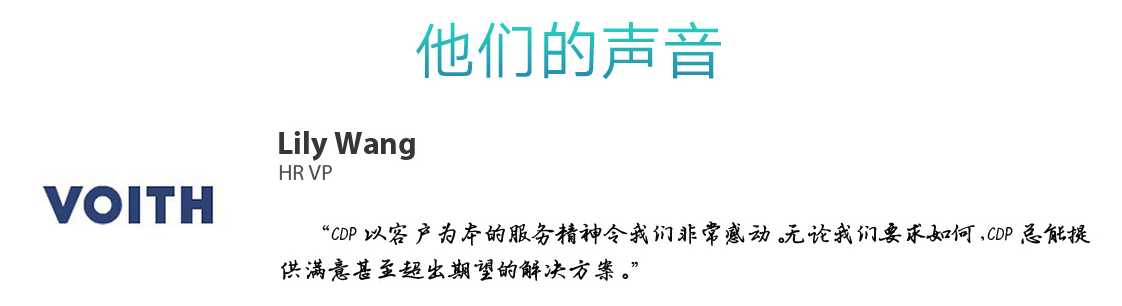 他们的声音
Lily Wang
HR VP
VOITH
“CDP 以客户为本的服务精神令我们非常感动。无论我们要求如何,CDP 总能提
供满意甚至超出期望的解决方案。”